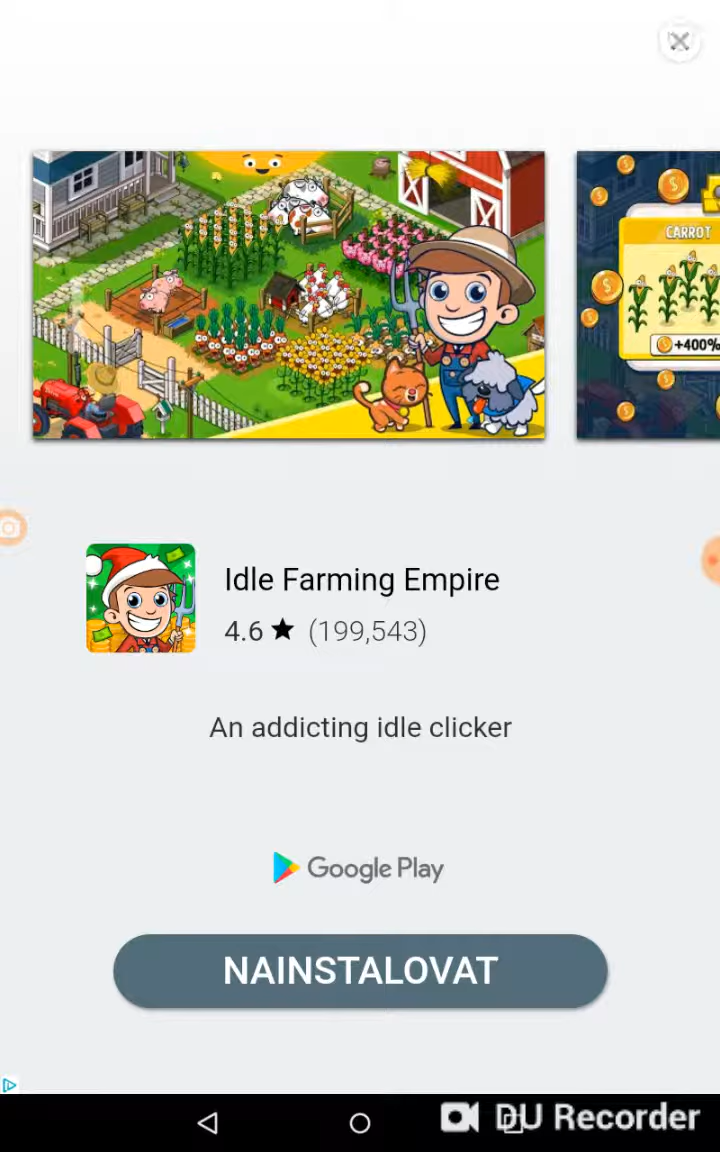 CARROT
+400%
Idle Farming Empire
4.6 ★ (199,543)
An addicting idle clicker
Google Play
NAINSTALOVAT
DU Recorder